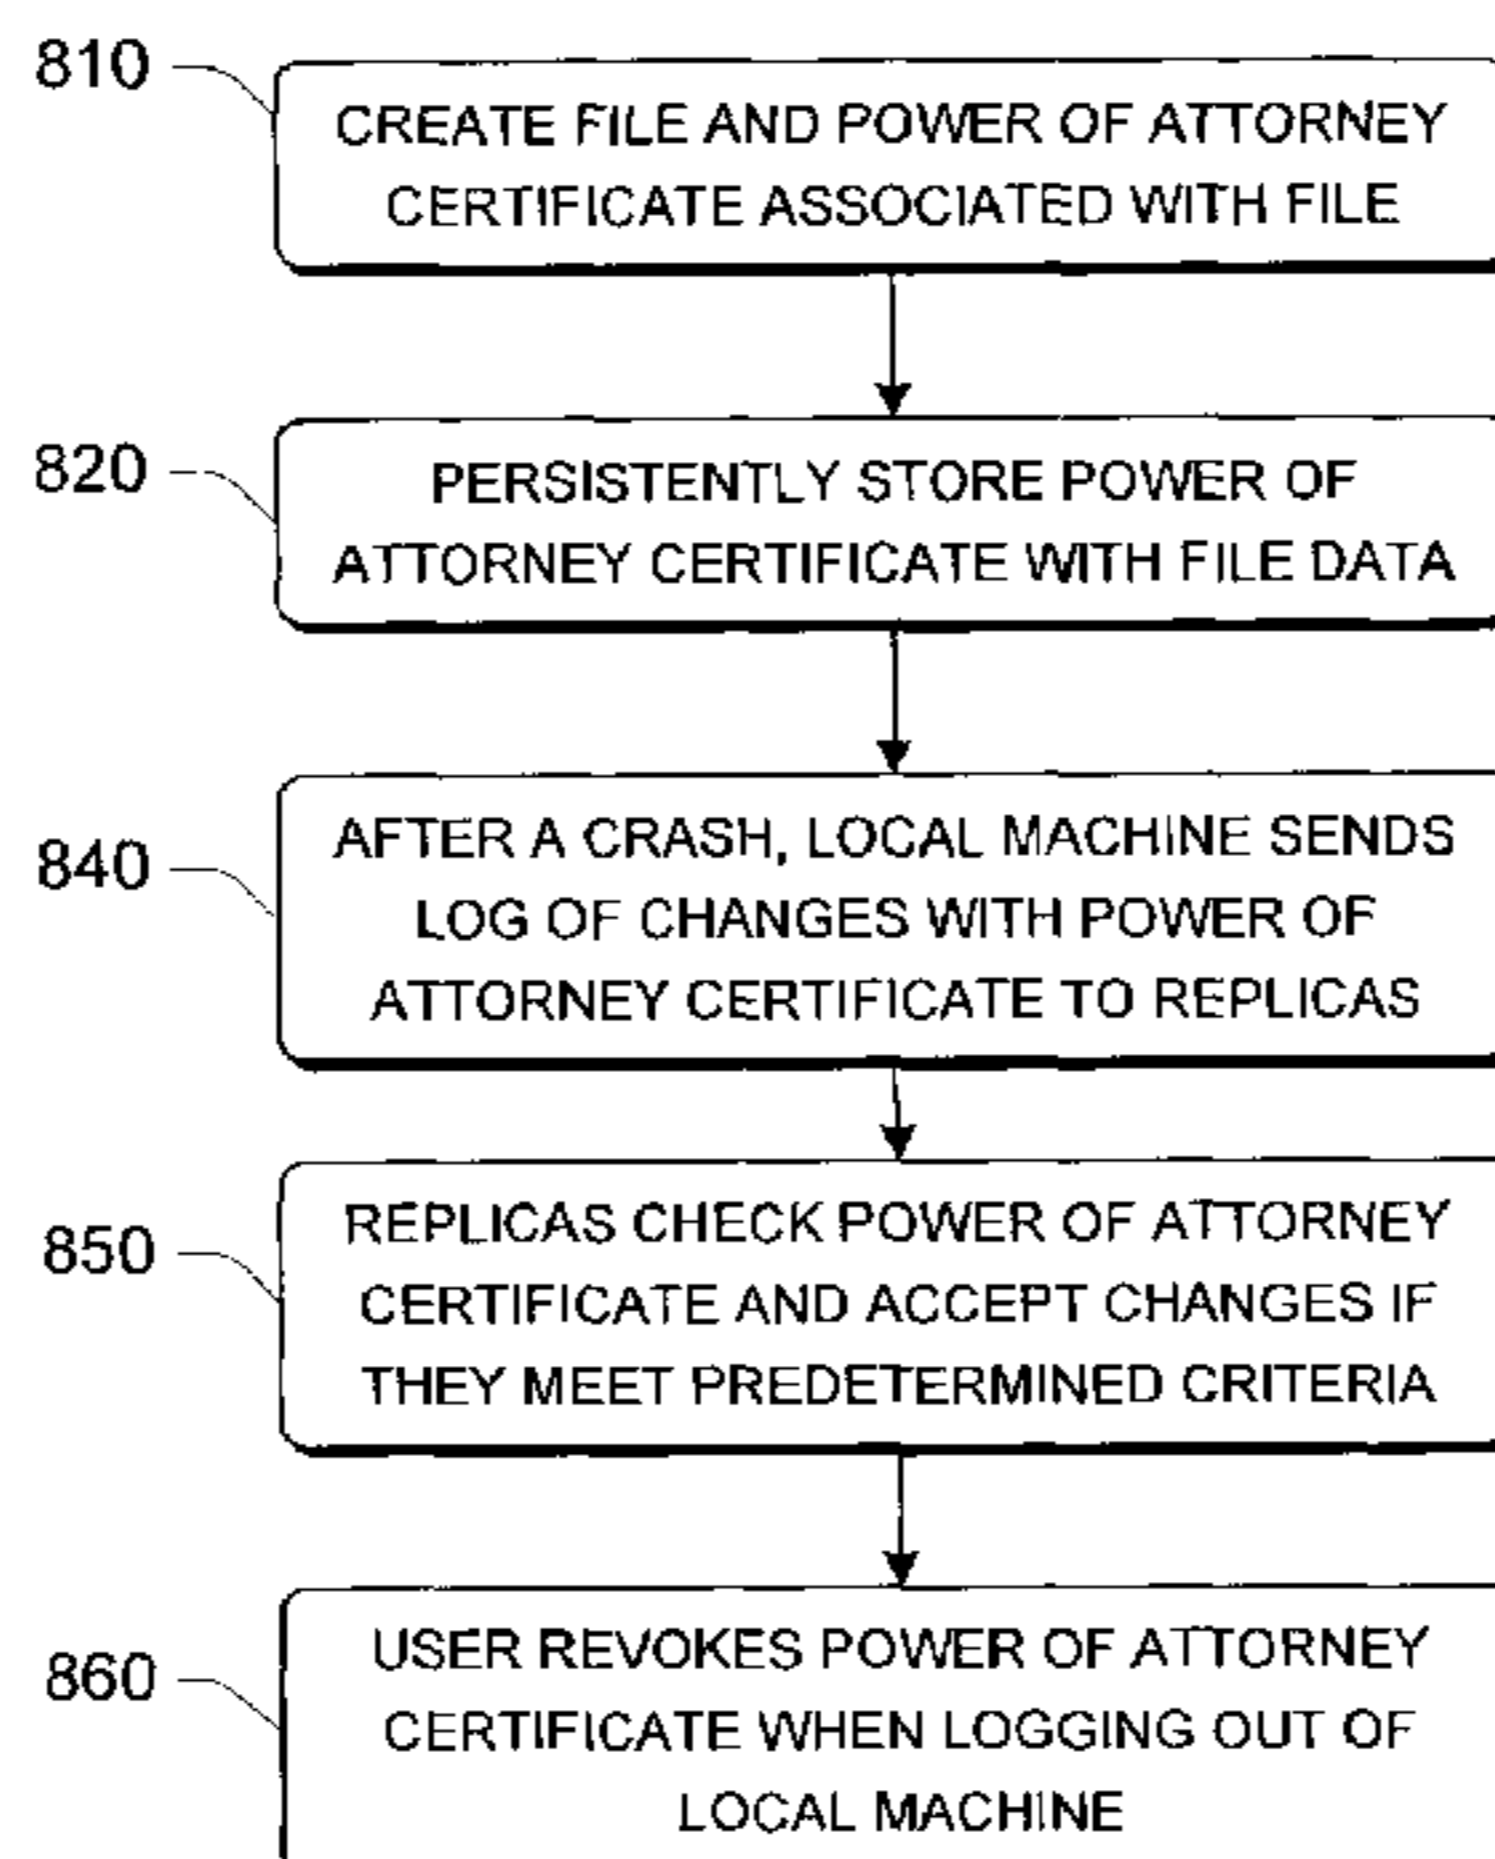 810
CREATE FILE AND POWER OF ATTORNEY
CERTIFICATE ASSOCIATED WITH FILE
820
PERSISTENTLY STORE POWER OF
ATTORNEY CERTIFICATE WITH FILE DATA
840
AFTER A CRASH, LOCAL MACHINE SENDS
LOG OF CHANGES WITH POWER OF
ATTORNEY CERTIFICATE TO REPLICAS
850
REPLICAS CHECK POWER OF ATTORNEY
CERTIFICATE AND ACCEPT CHANGES IF
THEY MEET PREDETERMINED CRITERIA
860
USER REVOKES POWER OF ATTORNEY
CERTIFICATE WHEN LOGGING OUT OF
LOCAL MACHINE